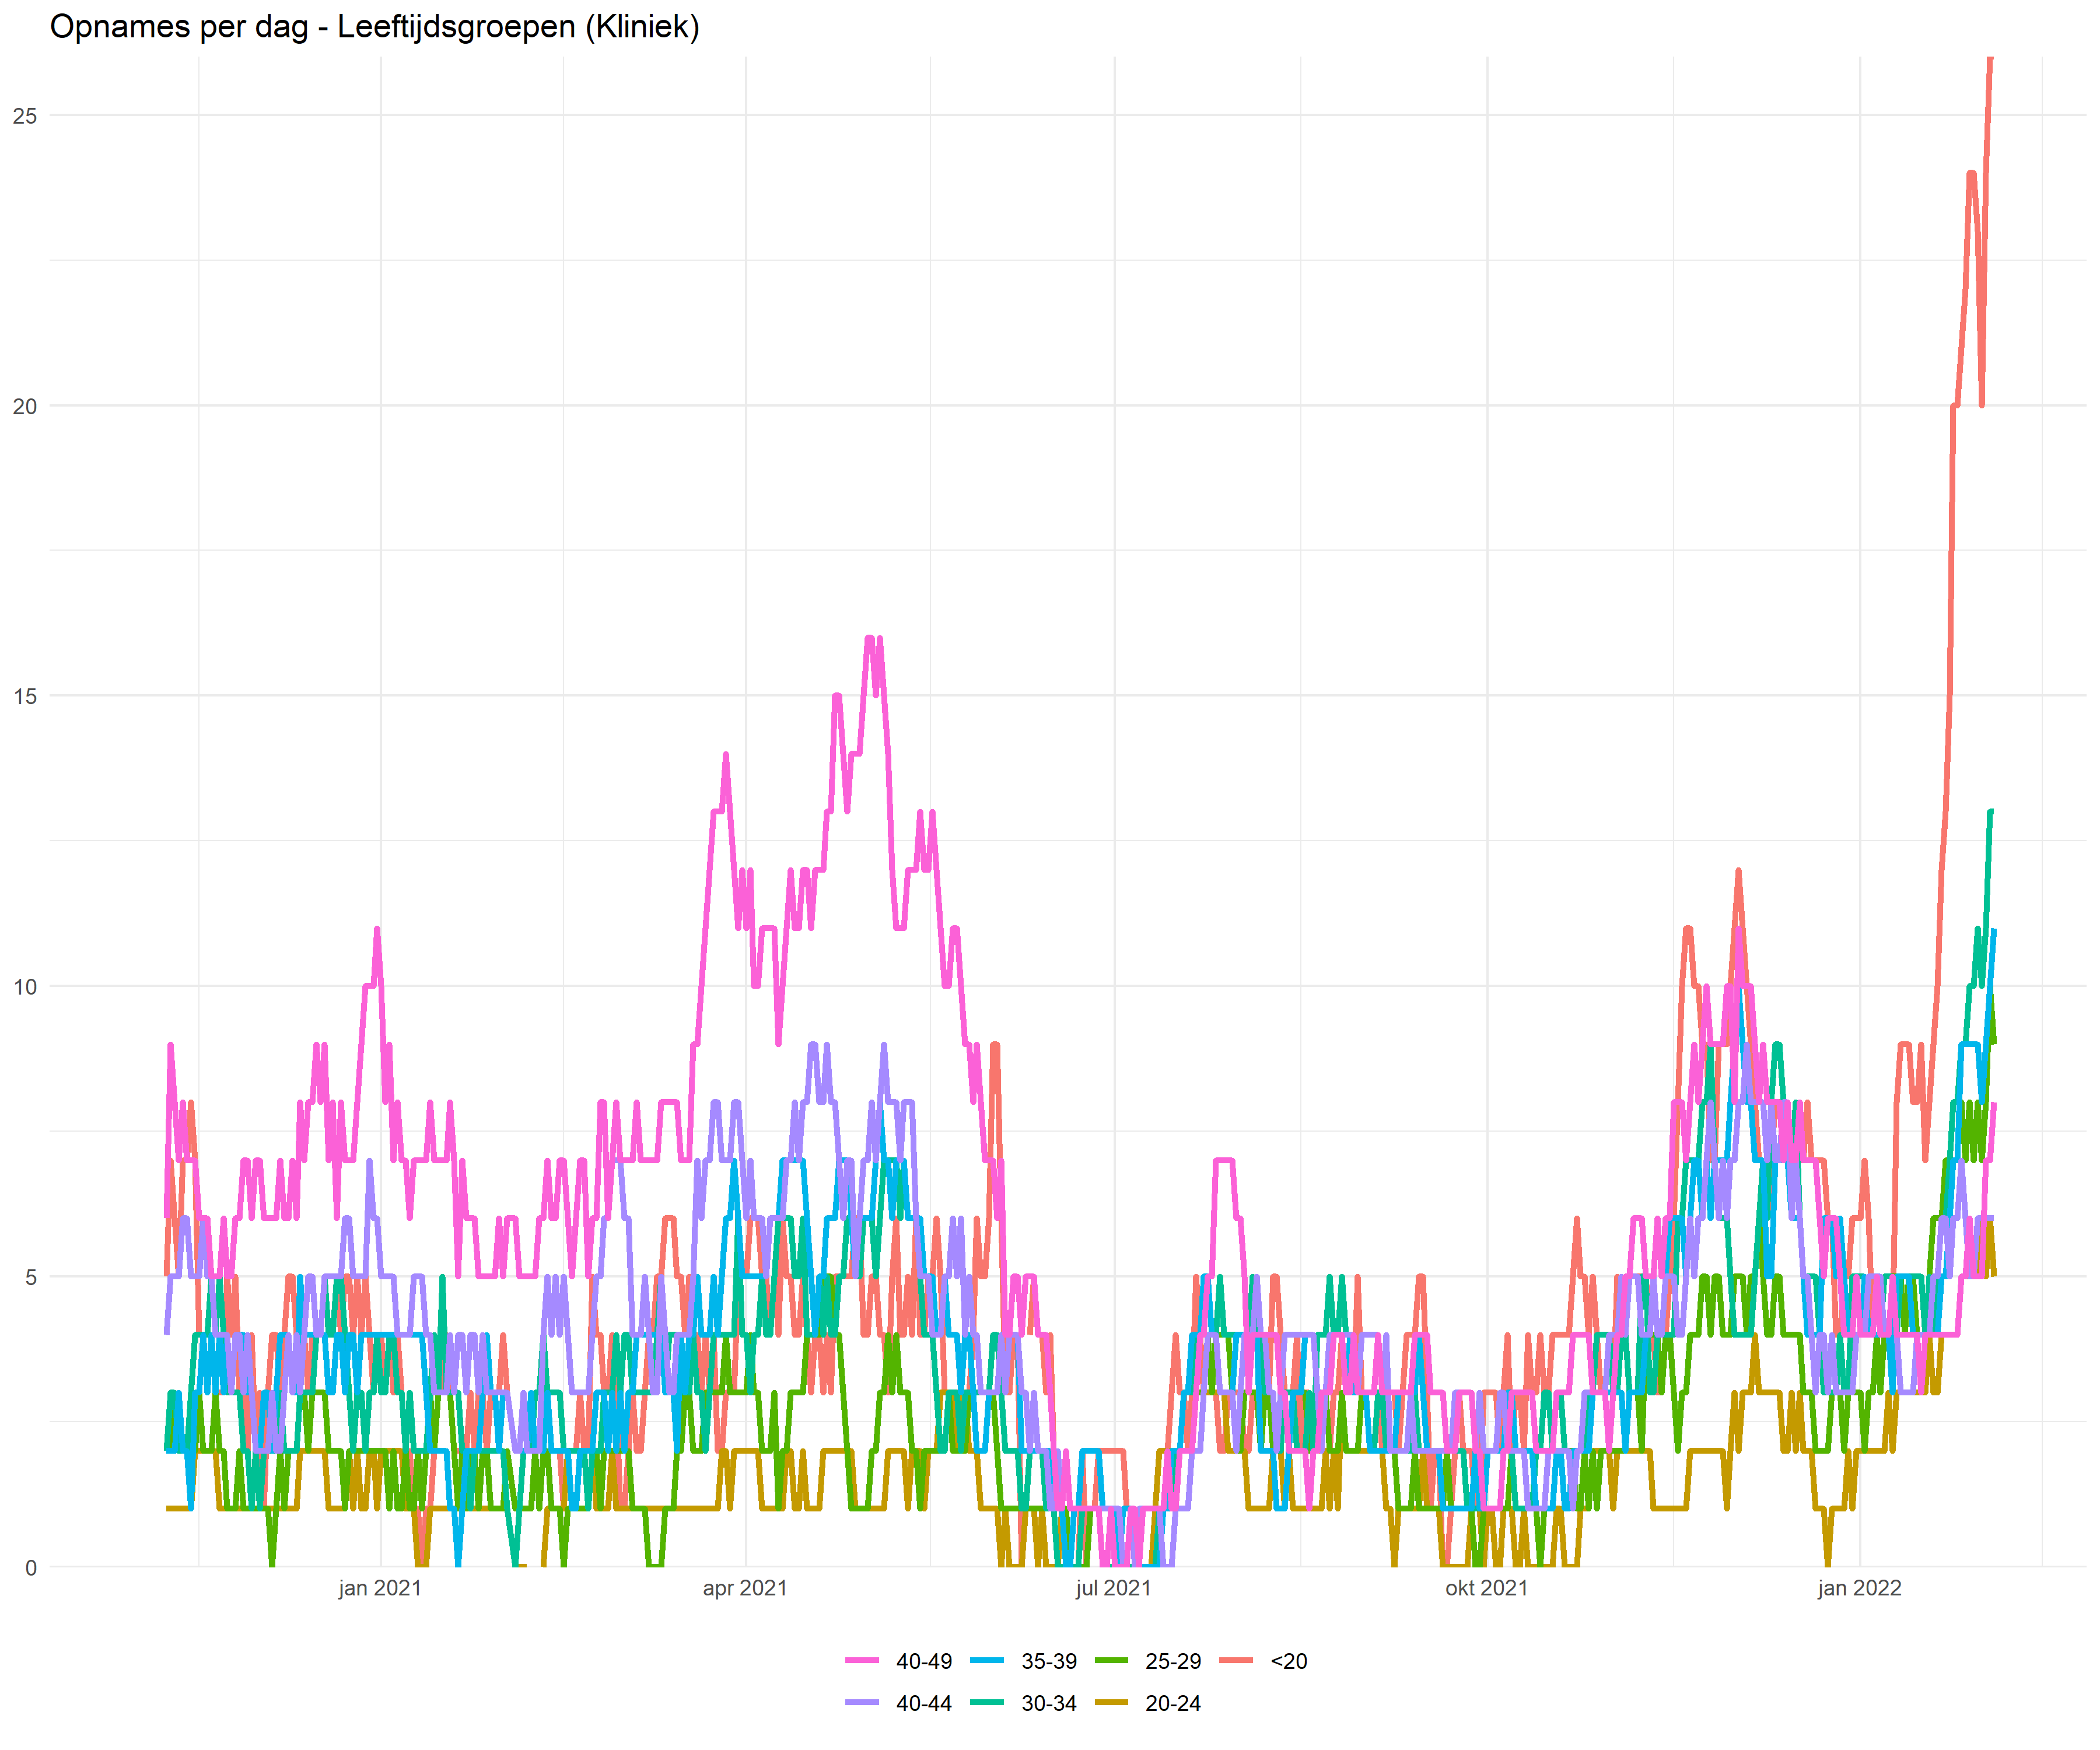 Opnames per dag - Leeftijdsgroepen (Kliniek)
25
20
15
10
5
0
jan 2021 apr 2021 jul 2021 okt 2021 jan 2022
40-49 35-39 25-29 <20
40-44 30-34 20-24